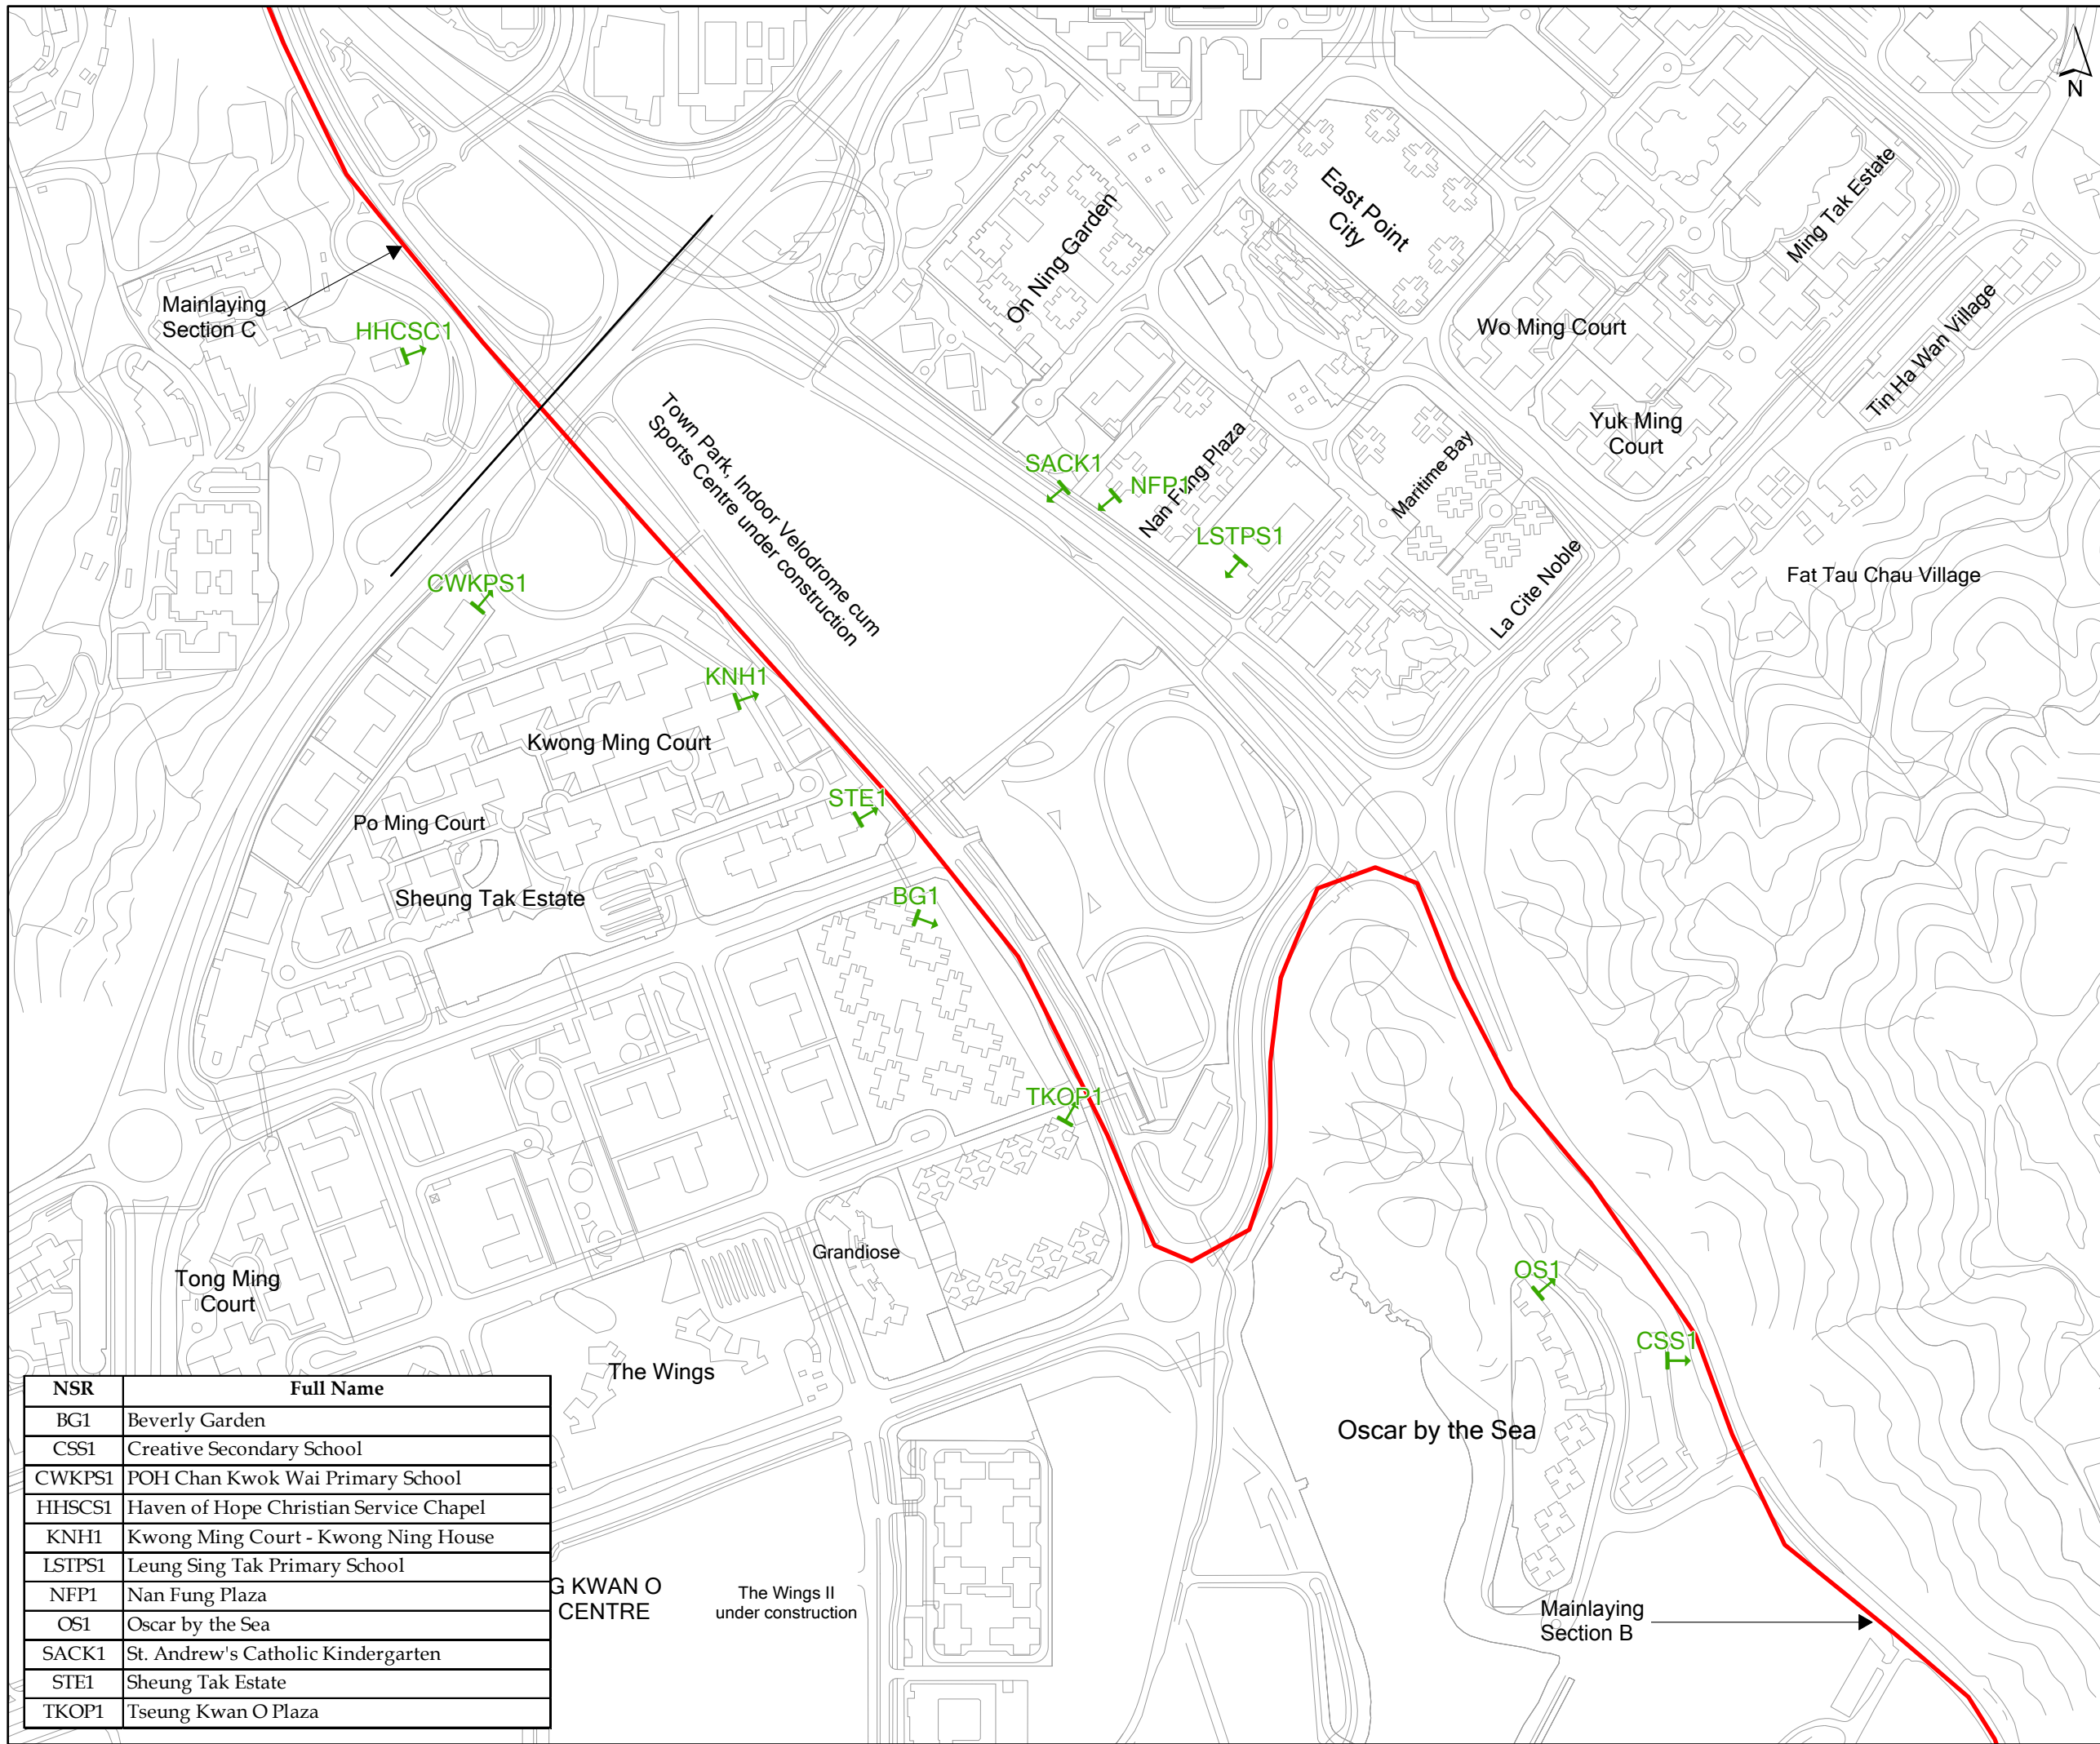 N
East Point
City
On Ning Garden
Ming Tak Estate
Mainlaying
Section C
HHCSC1
Wo Ming Court
Tin Ha Wan Village
Yuk Ming
Court
Town Park, Indoor Velodrome cum
Sports Centre under construction
SACK1
NFP1
Nan Fung Plaza
Maritime Bay
LSTPS1
La Cite Noble
Fat Tau Chau Village
CWKPS1
KNH1
Kwong Ming Court
STE1
Po Ming Court
Sheung Tak Estate
BG1
TKOP1
Grandiose
OS1
Tong Ming
Court
CSS1
The Wings
Oscar by the Sea
G KWAN O
CENTRE
The Wings II
under construction
Mainlaying
Section B
NSR Full Name
BG1 Beverly Garden
CSS1 Creative Secondary School
CWKPS1 POH Chan Kwok Wai Primary School
HHSCS1 Haven of Hope Christian Service Chapel
KNH1 Kwong Ming Court - Kwong Ning House
LSTPS1 Leung Sing Tak Primary School
NFP1 Nan Fung Plaza
OS1 Oscar by the Sea
SACK1 St. Andrew's Catholic Kindergarten
STE1 Sheung Tak Estate
TKOP1 Tseung Kwan O Plaza